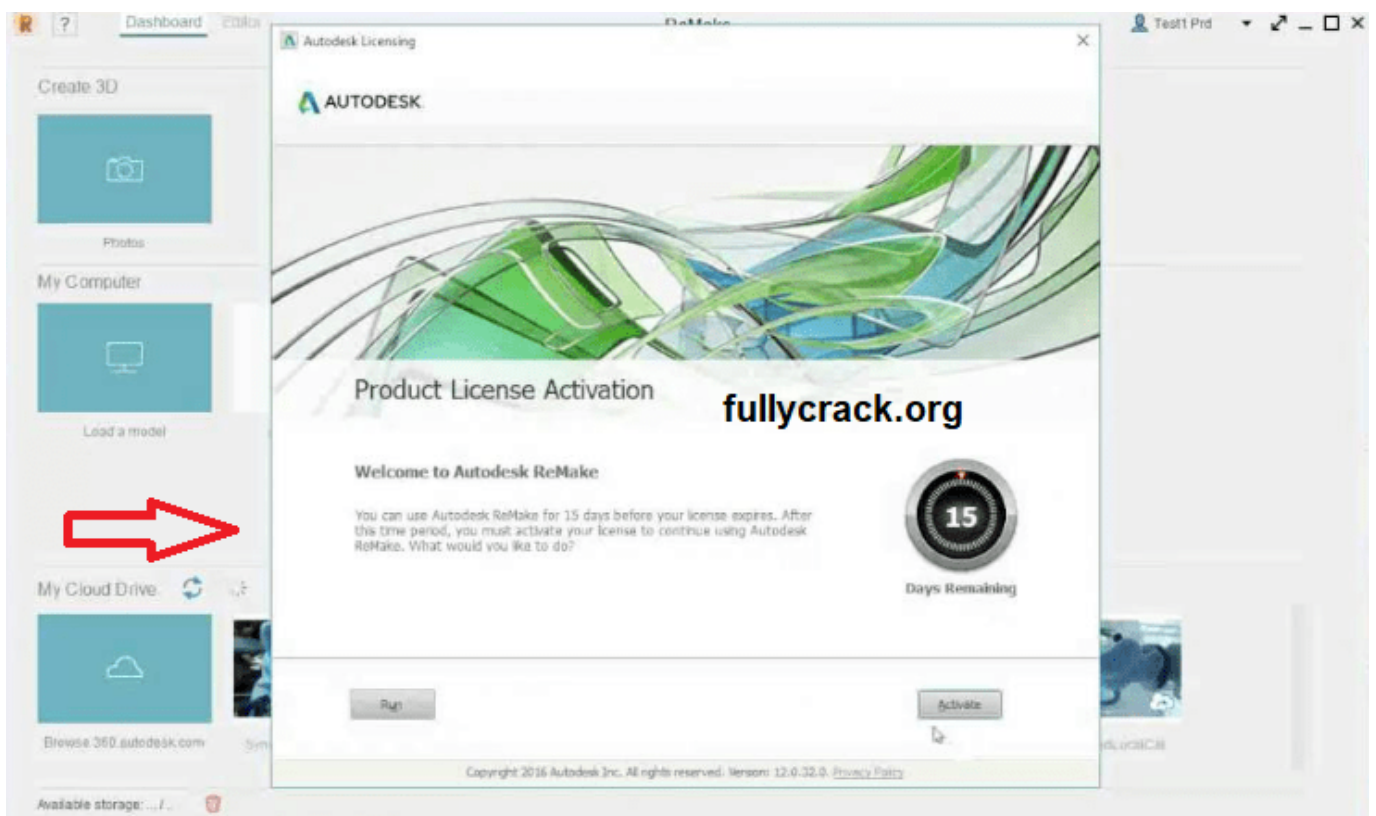 R ? Dashboard Editor ReMake Test1 Prd
Autodesk Licensing
Create 3D
AUTODESK
Photos
My Computer
Product License Activation
fullycrack.org
Load a model
Welcome to Autodesk ReMake
You can use Autodesk ReMake for 15 days before your license expires. After
this time period, you must activate your license to continue using Autodesk
ReMake. What would you like to do?
15
Days Remaining
My Cloud Drive
Run
Activate
Browse 360.autodesk.com
Copyright 2016 Autodesk Inc. All rights reserved. Version: 12.0.32.0. Privacy Policy
Available storage: ... / ..